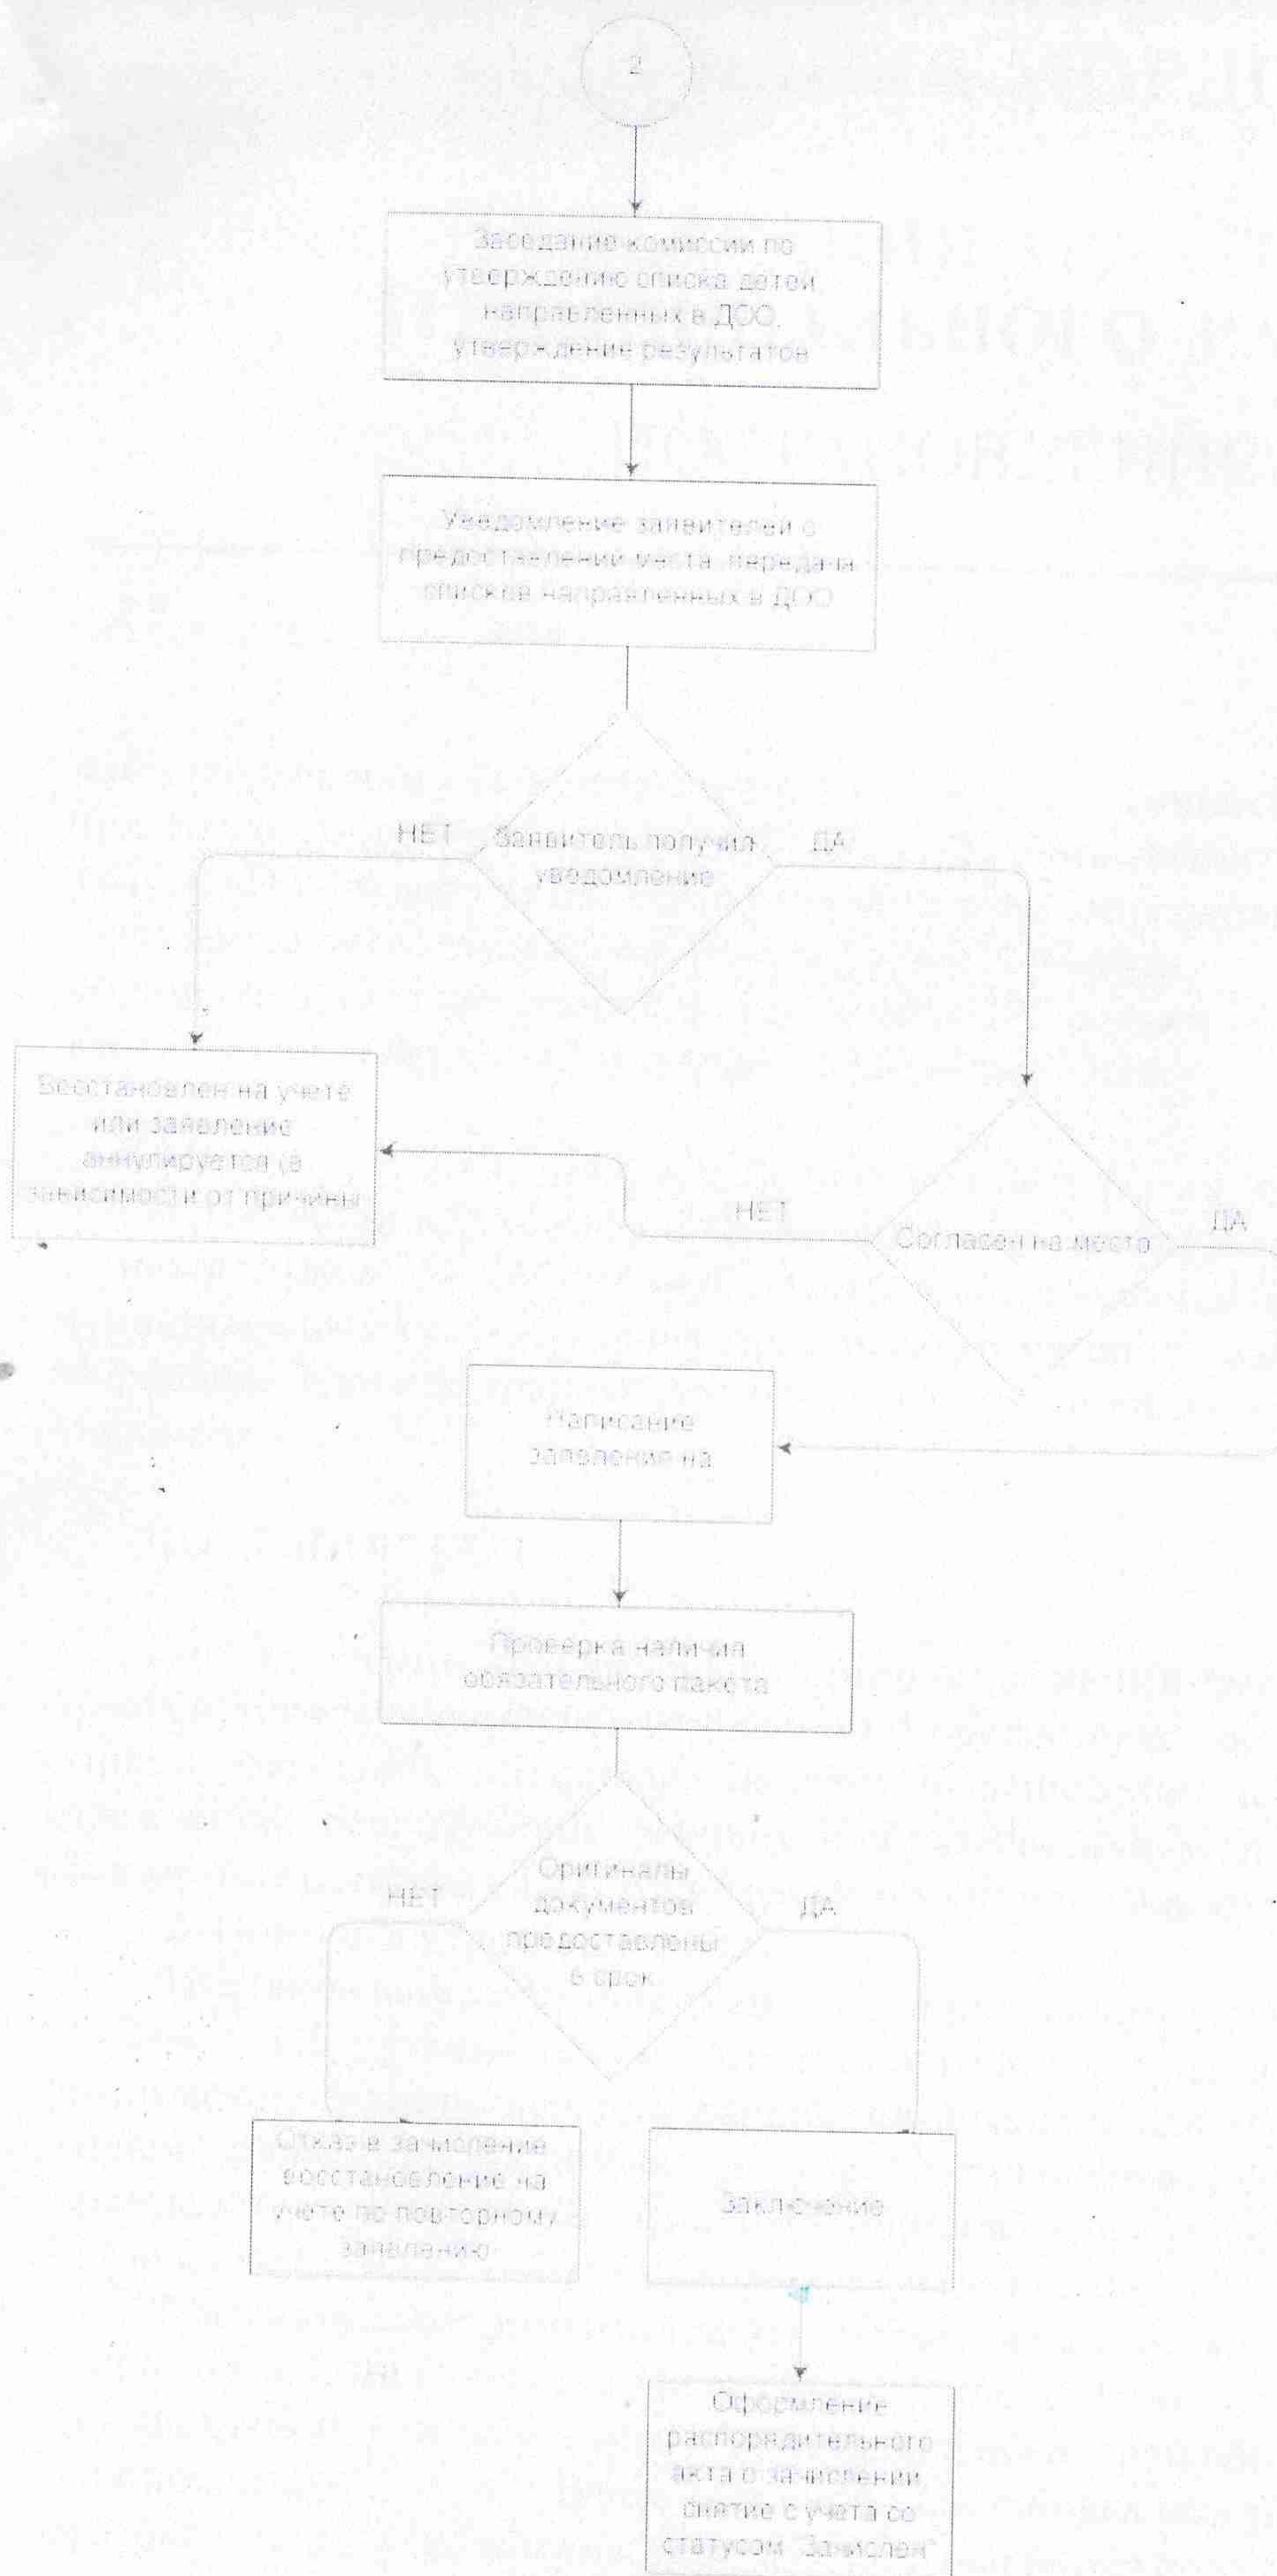 2
Заседание комиссии по
утверждению списка детей,
направленных в ДОО,
утверждение результатов
Уведомление заявителей о
предоставлений места, передача
списков направленных в ДОО
НЕТ
Заявитель получил
уведомление
ДА
Восстановлен на учете
или заявление
аннулируется (в
зависимости от причины
НЕТ
Согласен на место
ДА
Написание
заявления на
Проверка наличия
обязательного пакета
НЕТ
Оригиналы
документов
предоставлены
в срок
ДА
Отказ в зачисление
восстановление на
учете по повторному
заявлению
Заключение
Оформление
распорядительного
акта о зачислении,
снятие с учета со
статусом "Зачислен"